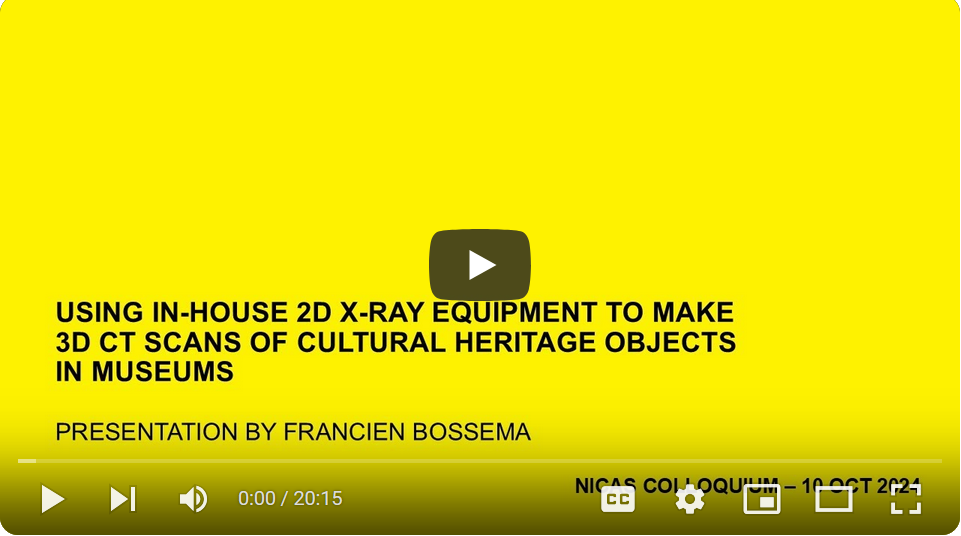 USING IN-HOUSE 2D X-RAY EQUIPMENT TO MAKE
3D CT SCANS OF CULTURAL HERITAGE OBJECTS
IN MUSEUMS
PRESENTATION BY FRANCIEN BOSSEMA
NICAS COLLOQUIUM – 10 OCT 2024
0:00 / 20:15
CC